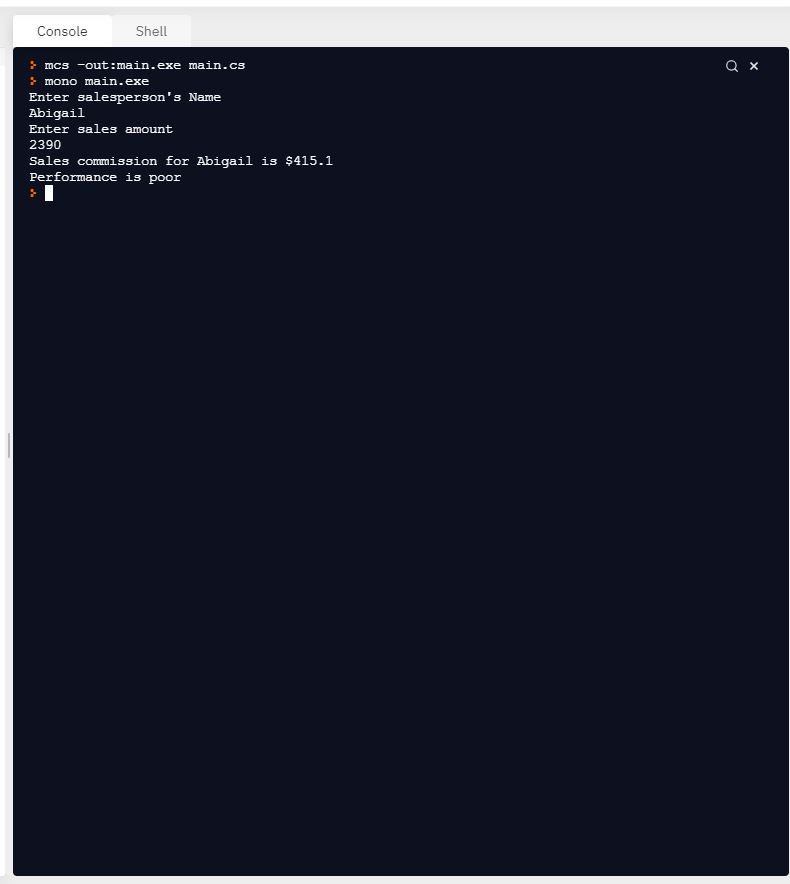 Console Shell
mcs -out:main.exe main.cs
mono main.exe
Enter salesperson's Name
Abigail
Enter sales amount
2390
Sales commission for Abigail is $415.1
Performance is poor